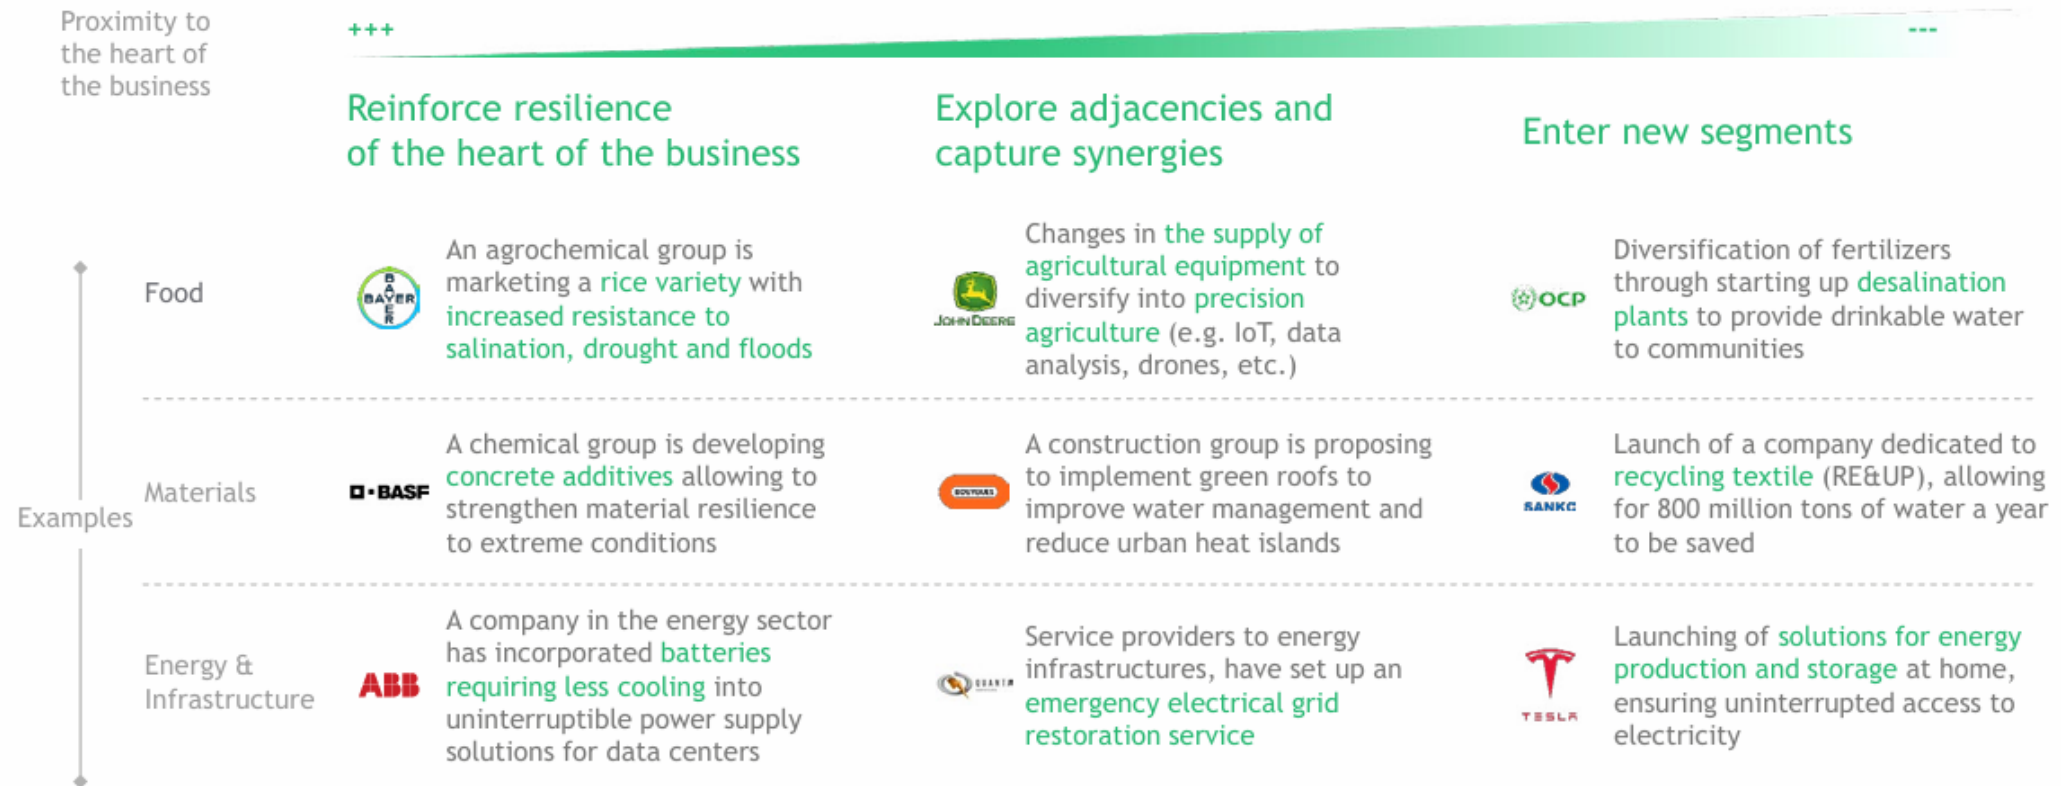 Proximity to
the heart of
the business
+++
---
Reinforce resilience
of the heart of the business
Explore adjacencies and
capture synergies
Enter new segments
Examples
Food
BAYER
BAYER
An agrochemical group is
marketing a rice variety with
increased resistance to
salination, drought and floods
JOHN DEERE
Changes in the supply of
agricultural equipment to
diversify into precision
agriculture (e.g. IoT, data
analysis, drones, etc.)
OCP
Diversification of fertilizers
through starting up desalination
plants to provide drinkable water
to communities
Materials
BASF
A chemical group is developing
concrete additives allowing to
strengthen material resilience
to extreme conditions
BOUYGUES
A construction group is proposing
to implement green roofs to
improve water management and
reduce urban heat islands
SANKO
Launch of a company dedicated to
recycling textile (RE&UP), allowing
for 800 million tons of water a year
to be saved
Energy &
Infrastructure
ABB
A company in the energy sector
has incorporated batteries
requiring less cooling into
uninterruptible power supply
solutions for data centers
Service providers to energy
infrastructures, have set up an
emergency electrical grid
restoration service
TESLA
Launching of solutions for energy
production and storage at home,
ensuring uninterrupted access to
electricity